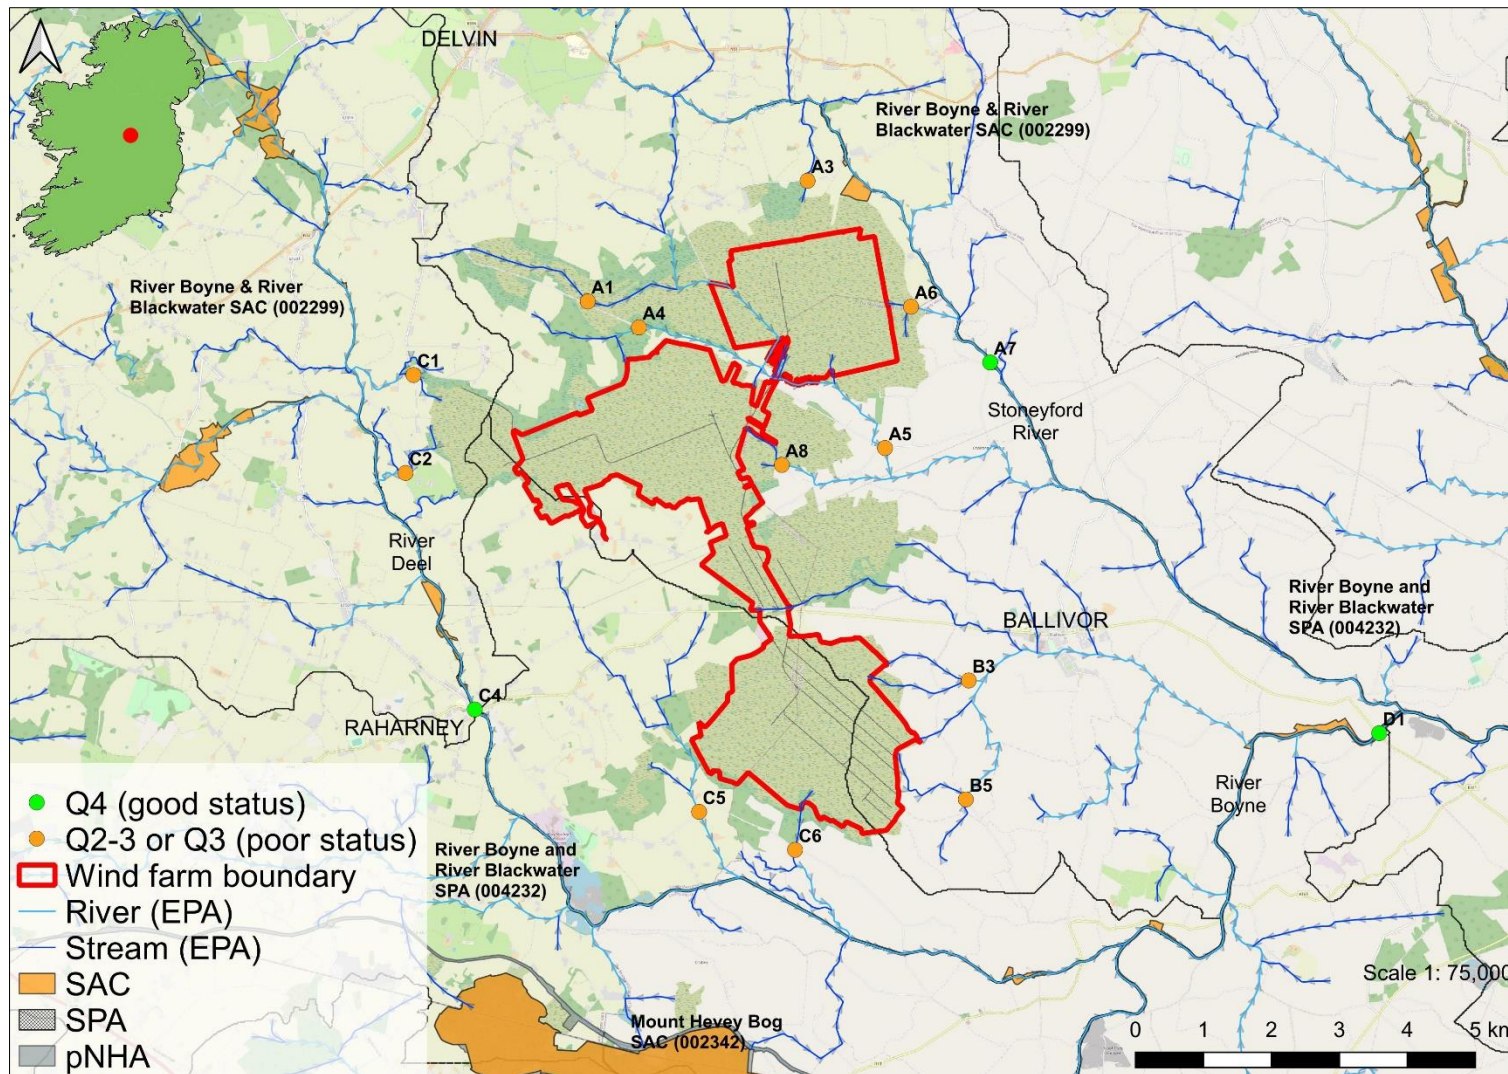 DELVIN
River Boyne & River
Blackwater SAC (002299)
A3
River Boyne & River
Blackwater SAC (002299)
A1
A6
A4
A7
C1
Stoneyford
River
A5
A8
C2
River
Deel
River Boyne and
River Blackwater
SPA (004232)
BALLIVOR
B3
C4
RAHARNEY
D1
River
Boyne
B5
C5
C6
River Boyne and
River Blackwater
SPA (004232)
Q4 (good status)
Q2-3 or Q3 (poor status)
Wind farm boundary
River (EPA)
Stream (EPA)
SAC
SPA
pNHA
Mount Hevey Bog
SAC (002342)
Scale 1: 75,000
0 1 2 3 4 5 km